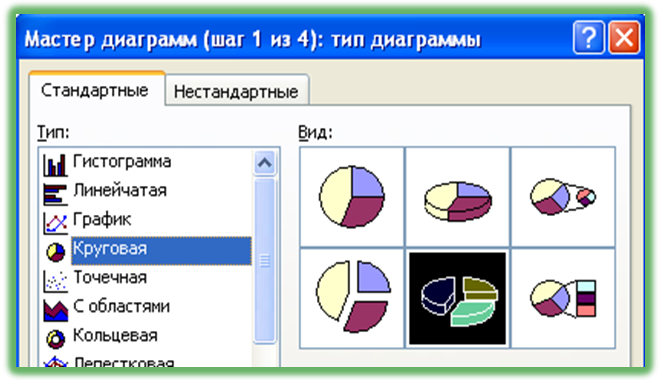 Мастер диаграмм (шаг 1 из 4): тип диаграммы
Стандартные
Нестандартные
Тип:
Вид:
Гистограмма
Линейчатая
График
Круговая
Точечная
С областями
Кольцевая
Лепестковая